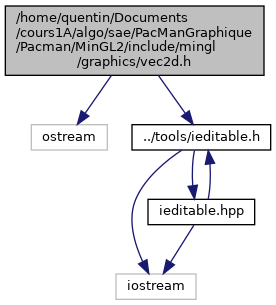 /home/quentin/Documents
/cours1A/algo/sae/PacManGraphique
/Pacman/MinGL2/include/mingl
/graphics/vec2d.h
ostream
../tools/ieditable.h
ieditable.hpp
iostream